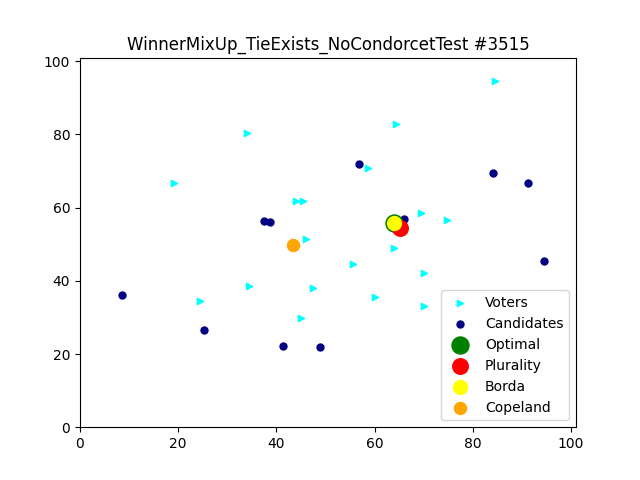 WinnerMixUp_TieExists_NoCondorcetTest #3515
100
80
60
40
20
0
Voters
Candidates
Optimal
Plurality
Borda
Copeland
0 20 40 60 80 100